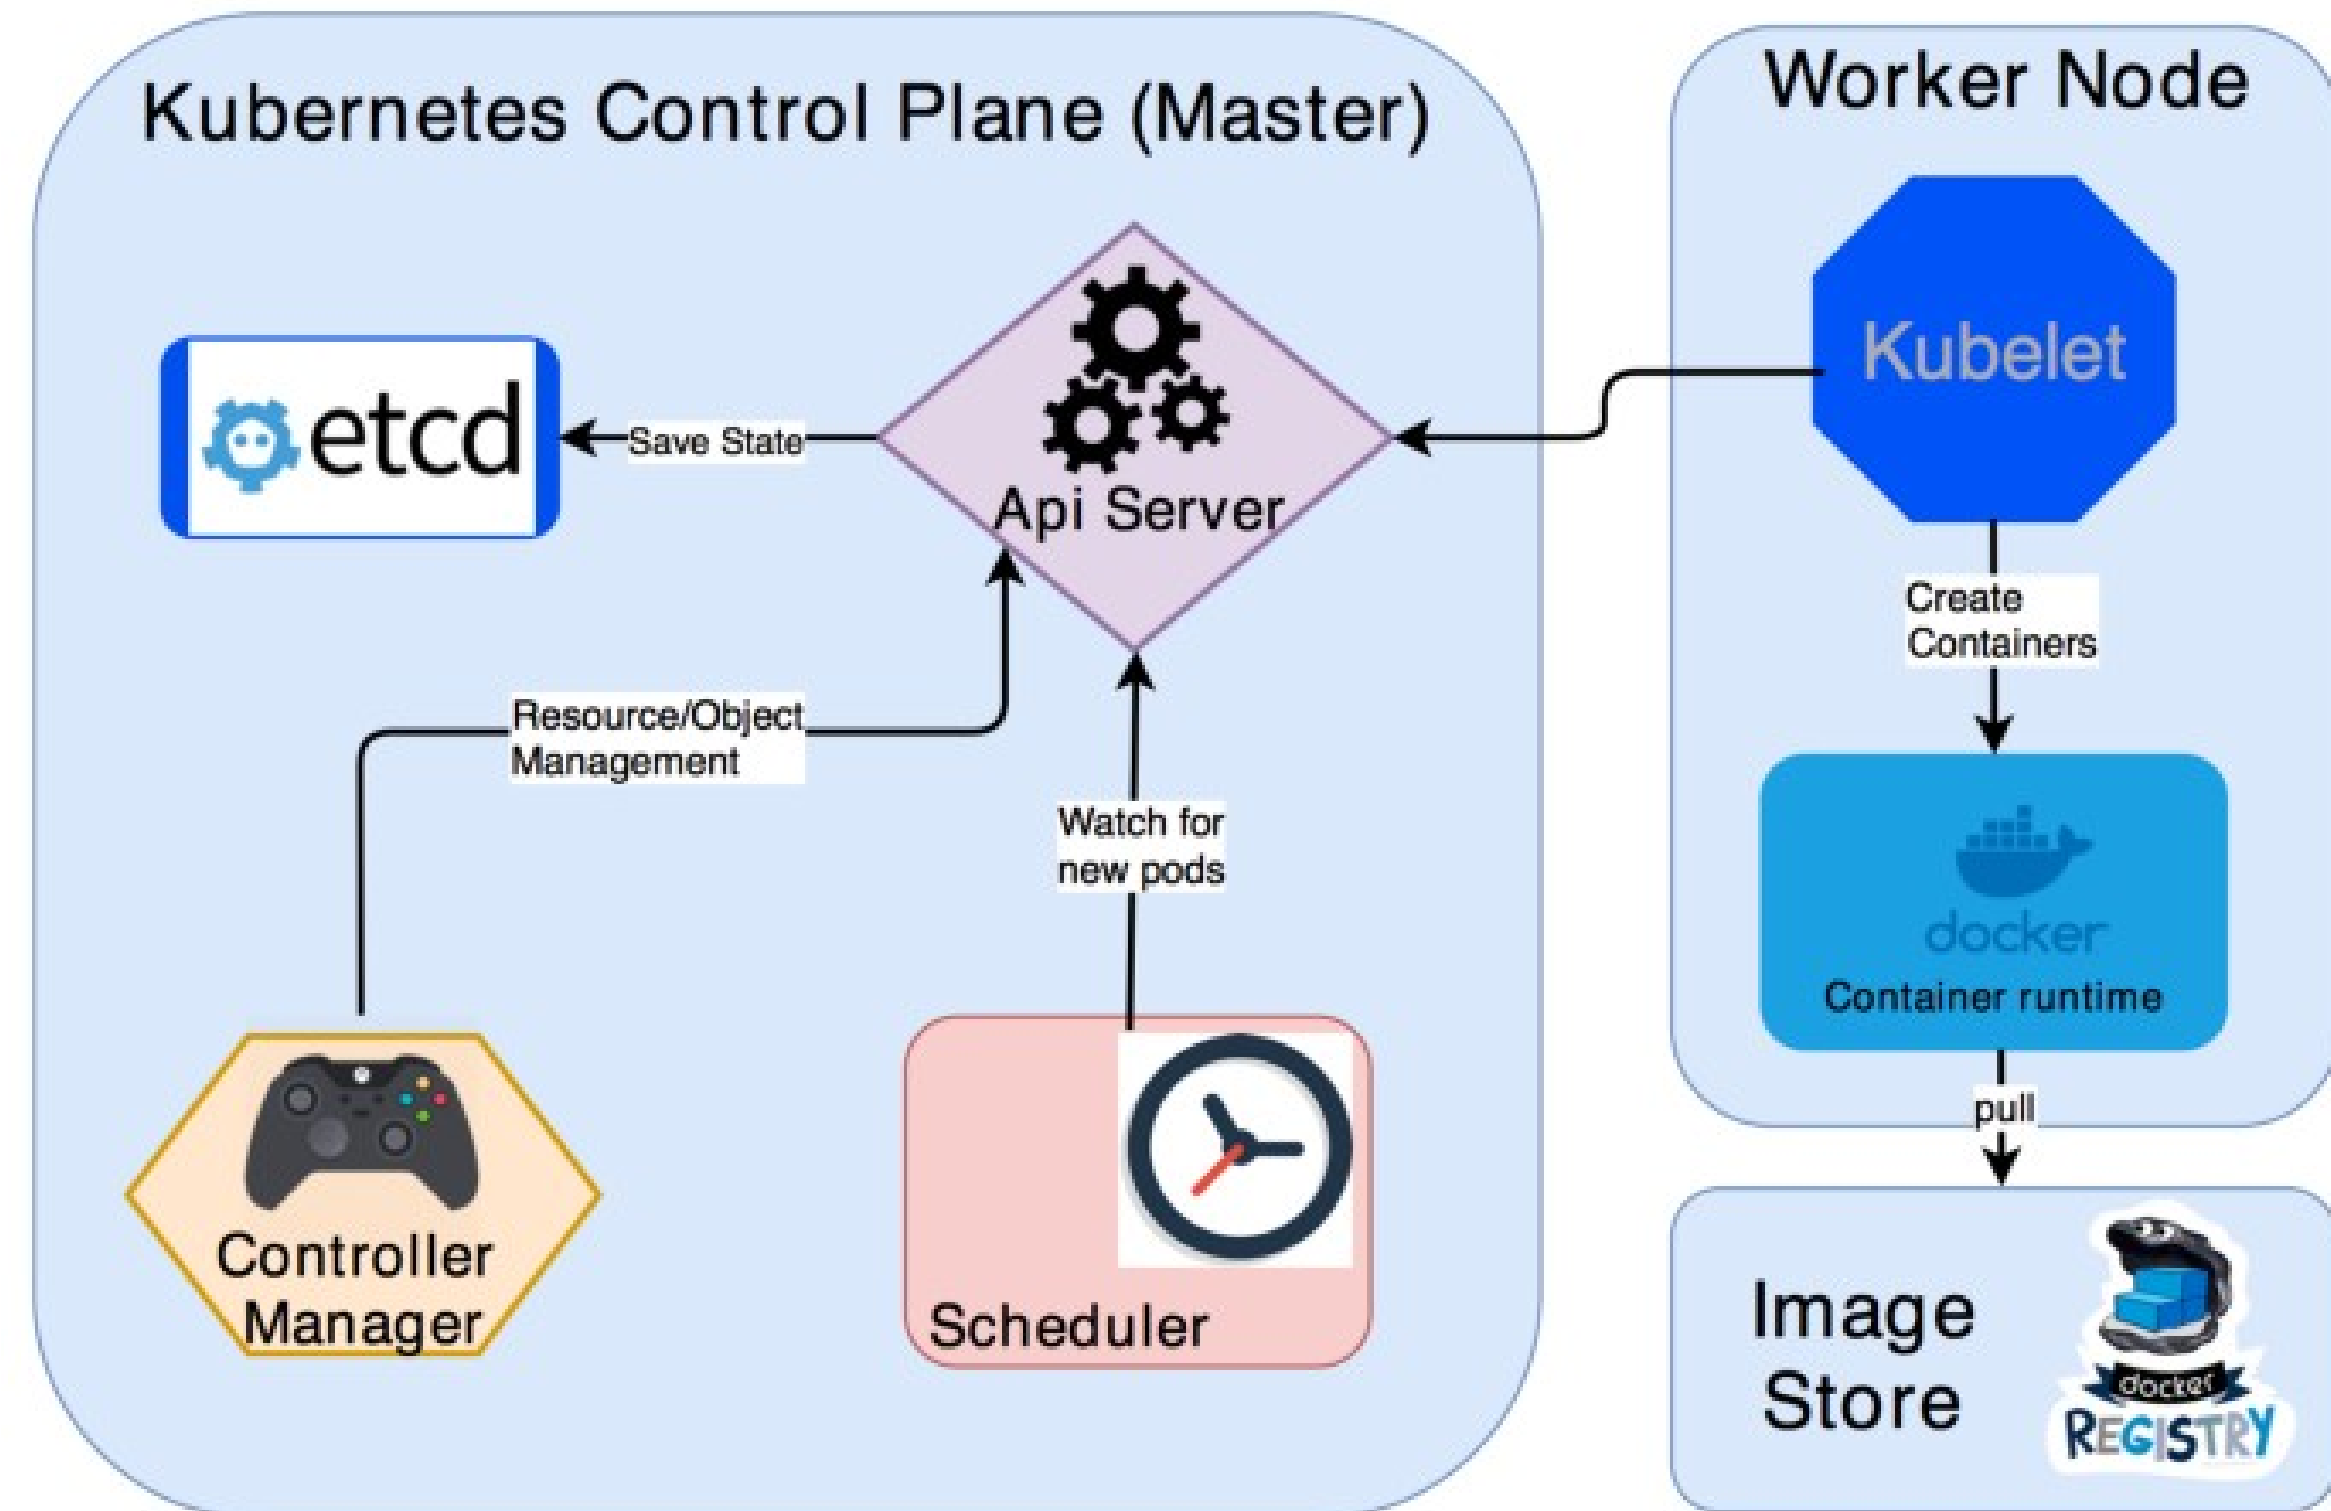 Kubernetes Control Plane (Master)
etcd
Save State
Api Server
Resource/Object
Management
Watch for
new pods
Controller
Manager
Scheduler
Worker Node
Kubelet
Create
Containers
docker
Container runtime
pull
Image
Store
docker
REGISTRY